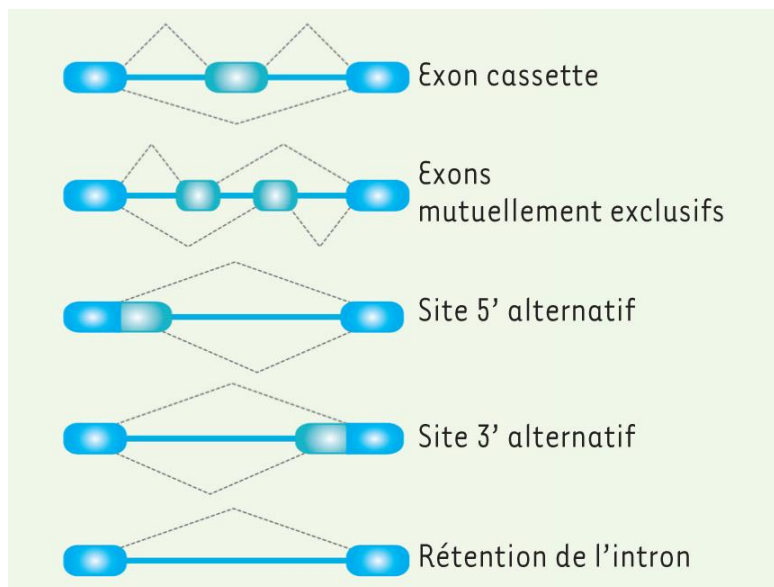 Exon cassette
Exons
mutuellement exclusifs
Site 5’ alternatif
Site 3’ alternatif
Rétention de l’intron